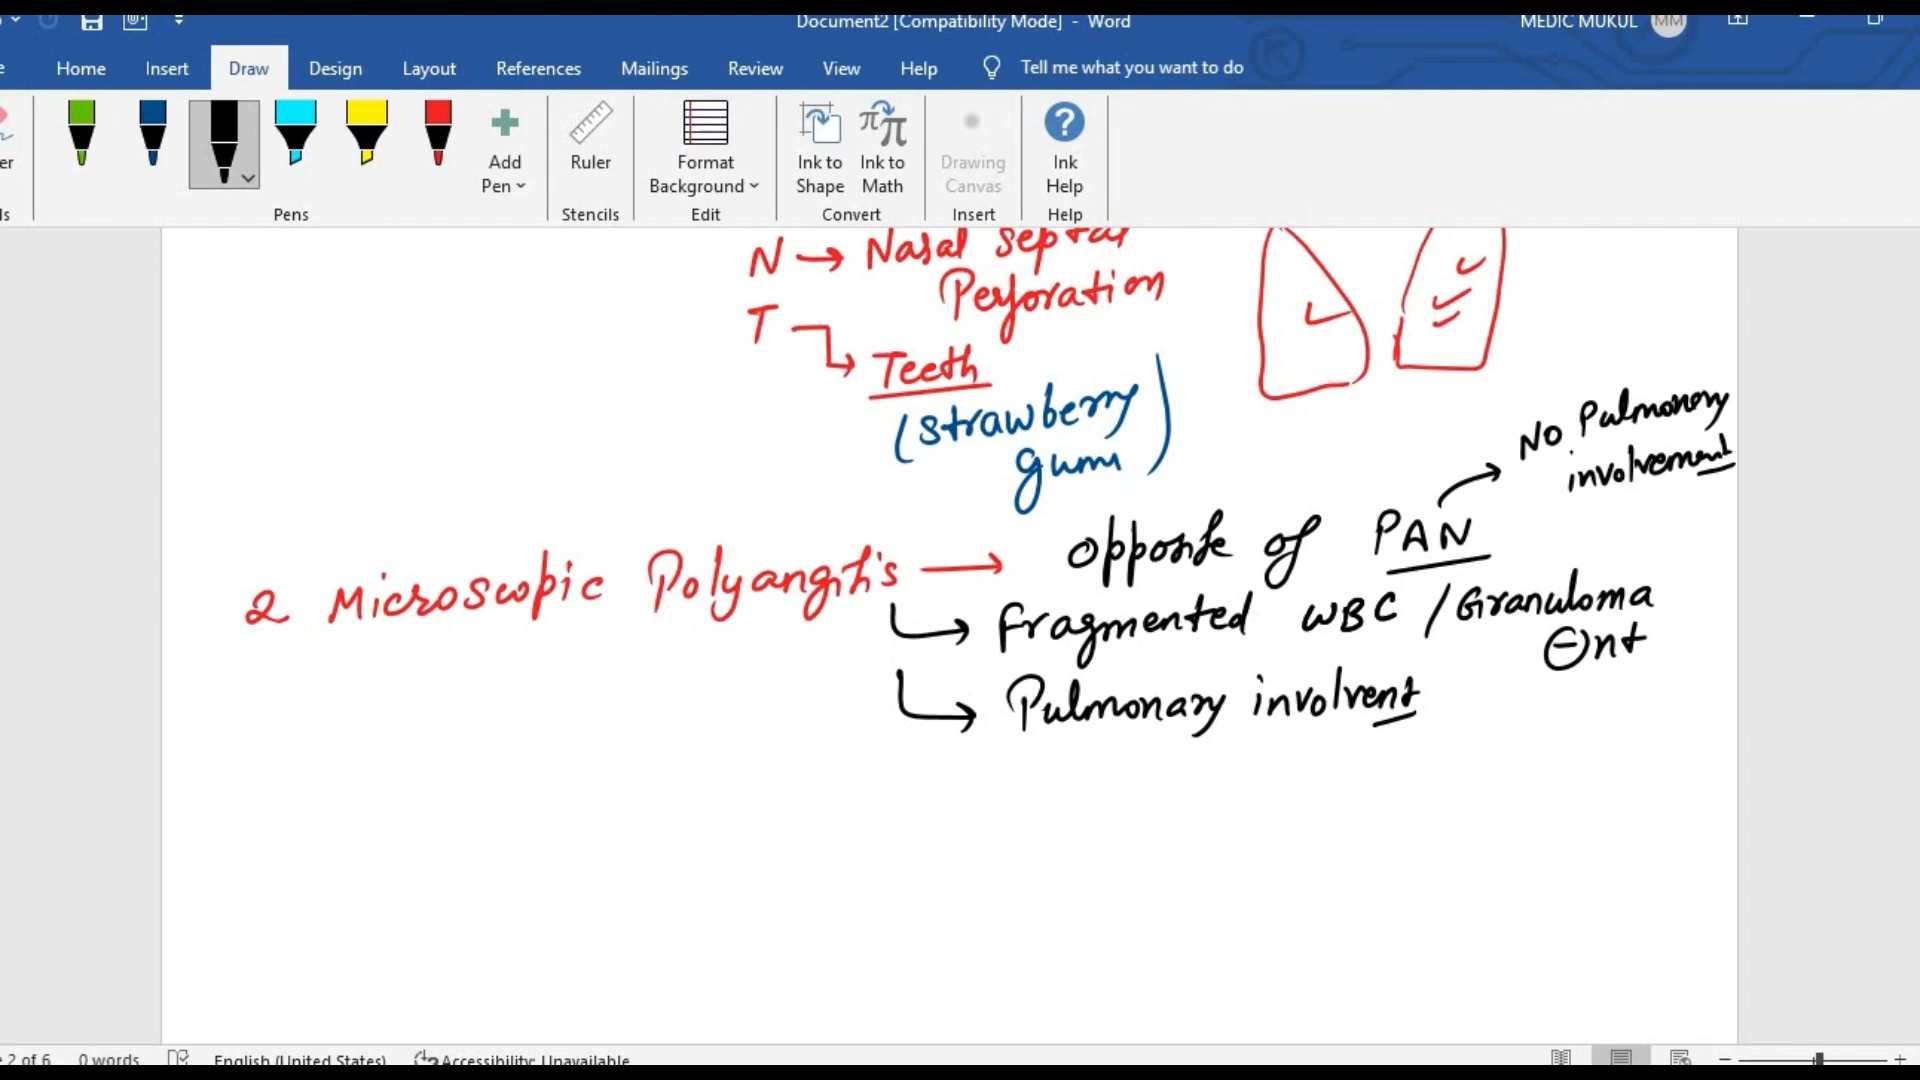 Document2 [Compatibility Mode] - Word
MEDIC MUKUL MM
Home Insert Draw Design Layout References Mailings Review View Help Tell me what you want to do
Add Pen
Ruler
Format Background
Ink to Shape
Ink to Math
Drawing Canvas
Ink Help
Pens Stencils Edit Convert Insert Help
N → Nasal Septal
Perforation
T
Teeth
(strawberry
gums)
No Pulmonary
involvement
2 Microscopic Polyangitis → opposite of PAN
Fragmented WBC / Granuloma
⊖nt
Pulmonary involvent
2 of 6 0 words English (United States) Accessibility: Unavailable